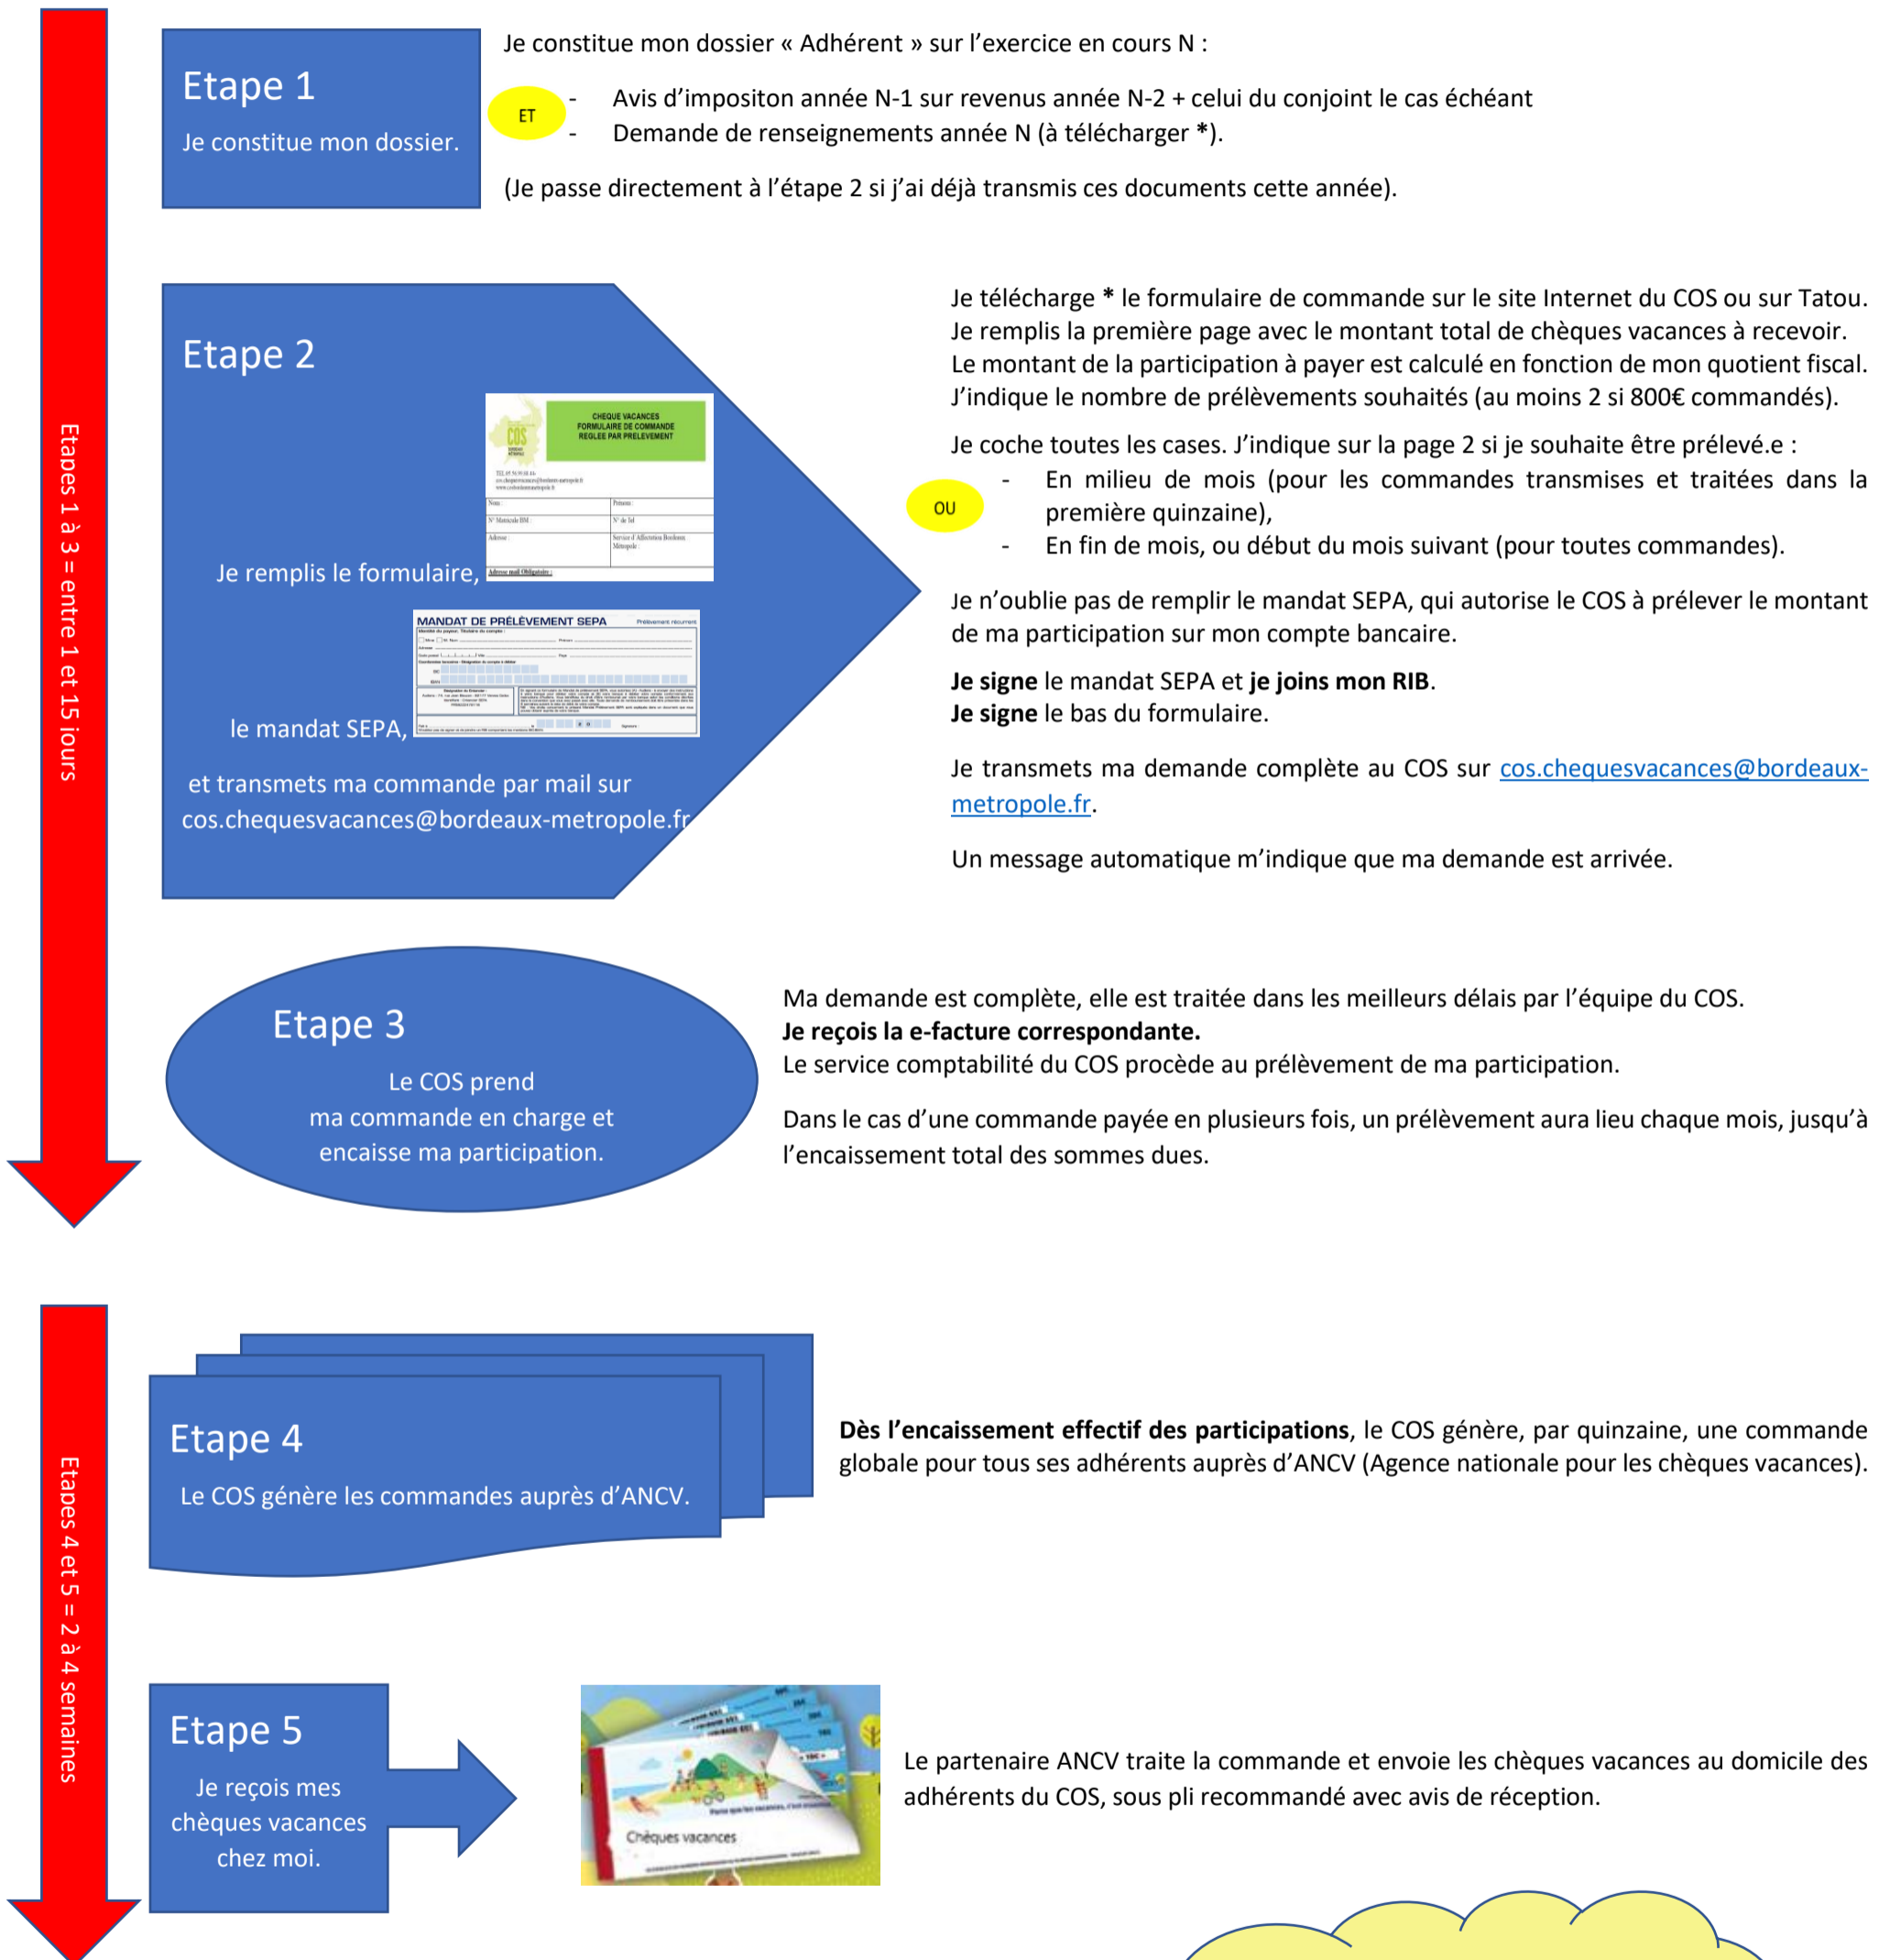 Etape 1
Je constitue mon dossier.
Je constitue mon dossier « Adhérent » sur l'exercice en cours N :
ET
- Avis d'impositon année N-1 sur revenus année N-2 + celui du conjoint le cas échéant
- Demande de renseignements année N (à télécharger *).
(Je passe directement à l'étape 2 si j'ai déjà transmis ces documents cette année).
Etapes 1 à 3 = entre 1 et 15 jours
Etape 2
COS
CHEQUE VACANCES
FORMULAIRE DE COMMANDE
REGLEE PAR PRELEVEMENT
Nom :
Prénom :
N° Matricule BM :
N° de Tel
Adresse :
Service d'Affectation Bordeaux
Métropole :
Adresse mail Obligatoire :
Je remplis le formulaire,
MANDAT DE PRÉLÈVEMENT SEPA
Prélèvement récurrent
le mandat SEPA,
et transmets ma commande par mail sur
cos.chequesvacances@bordeaux-metropole.fr
Je télécharge * le formulaire de commande sur le site Internet du COS ou sur Tatou.
Je remplis la première page avec le montant total de chèques vacances à recevoir.
Le montant de la participation à payer est calculé en fonction de mon quotient fiscal.
J'indique le nombre de prélèvements souhaités (au moins 2 si 800€ commandés).
Je coche toutes les cases. J'indique sur la page 2 si je souhaite être prélevé.e :
OU
- En milieu de mois (pour les commandes transmises et traitées dans la
première quinzaine),
- En fin de mois, ou début du mois suivant (pour toutes commandes).
Je n'oublie pas de remplir le mandat SEPA, qui autorise le COS à prélever le montant
de ma participation sur mon compte bancaire.
Je signe le mandat SEPA et je joins mon RIB.
Je signe le bas du formulaire.
Je transmets ma demande complète au COS sur cos.chequesvacances@bordeaux-
metropole.fr.
Un message automatique m'indique que ma demande est arrivée.
Etape 3
Le COS prend
ma commande en charge et
encaisse ma participation.
Ma demande est complète, elle est traitée dans les meilleurs délais par l'équipe du COS.
Je reçois la e-facture correspondante.
Le service comptabilité du COS procède au prélèvement de ma participation.
Dans le cas d'une commande payée en plusieurs fois, un prélèvement aura lieu chaque mois, jusqu'à
l'encaissement total des sommes dues.
Etapes 4 et 5 = 2 à 4 semaines
Etape 4
Le COS génère les commandes auprès d'ANCV.
Dès l'encaissement effectif des participations, le COS génère, par quinzaine, une commande
globale pour tous ses adhérents auprès d'ANCV (Agence nationale pour les chèques vacances).
Etape 5
Je reçois mes
chèques vacances
chez moi.
Chèques vacances
Le partenaire ANCV traite la commande et envoie les chèques vacances au domicile des
adhérents du COS, sous pli recommandé avec avis de réception.